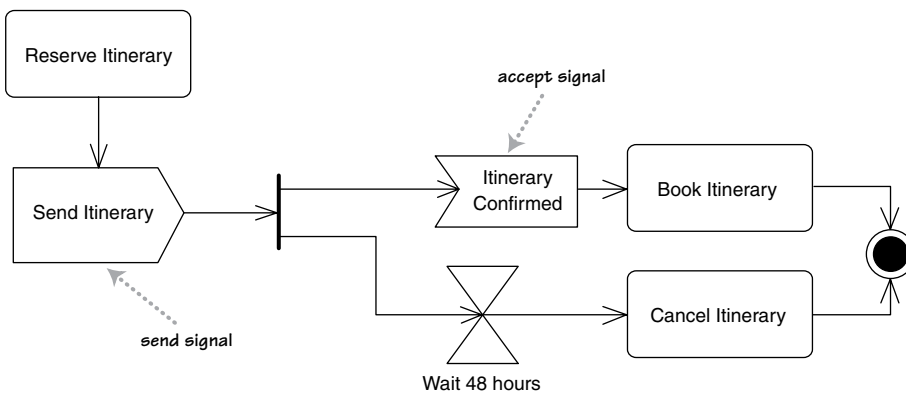 Reserve Itinerary
accept signal
Send Itinerary
Itinerary
Confirmed
Book Itinerary
send signal
Cancel Itinerary
Wait 48 hours